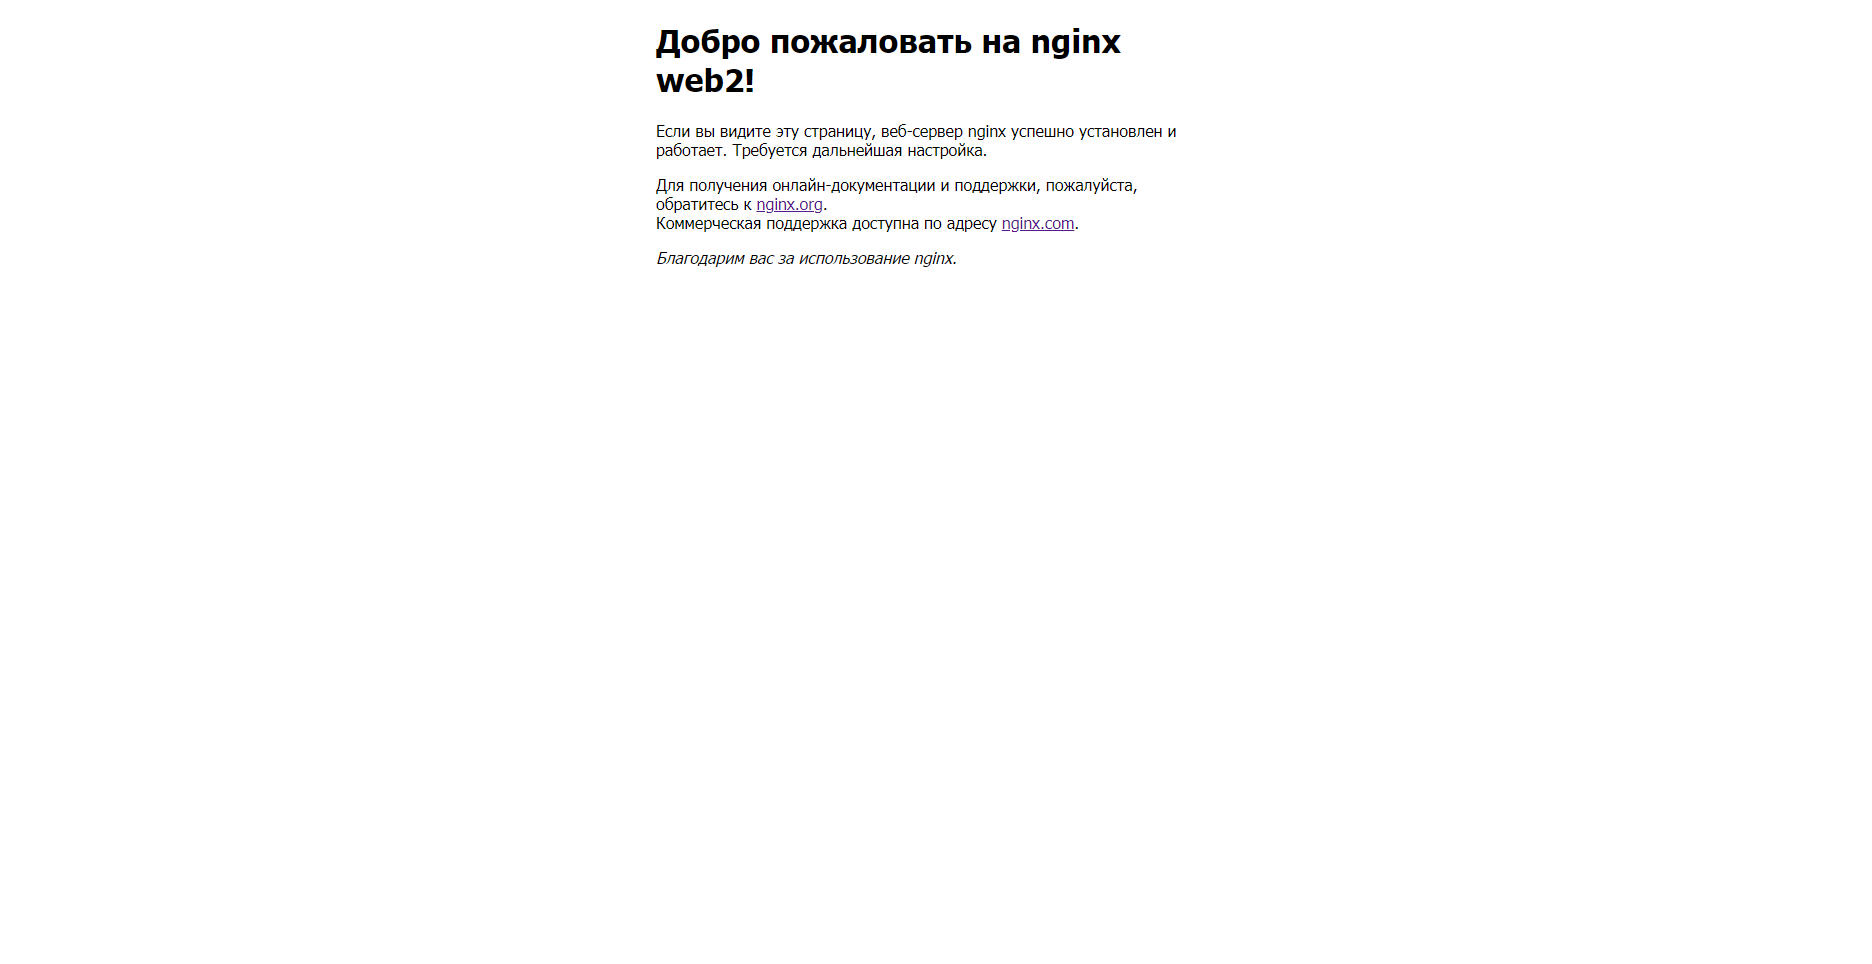 Добро пожаловать на nginx
web2!
Если вы видите эту страницу, веб-сервер nginx успешно установлен и
работает. Требуется дальнейшая настройка.
Для получения онлайн-документации и поддержки, пожалуйста,
обратитесь к nginx.org.
Коммерческая поддержка доступна по адресу nginx.com.
Благодарим вас за использование nginx.